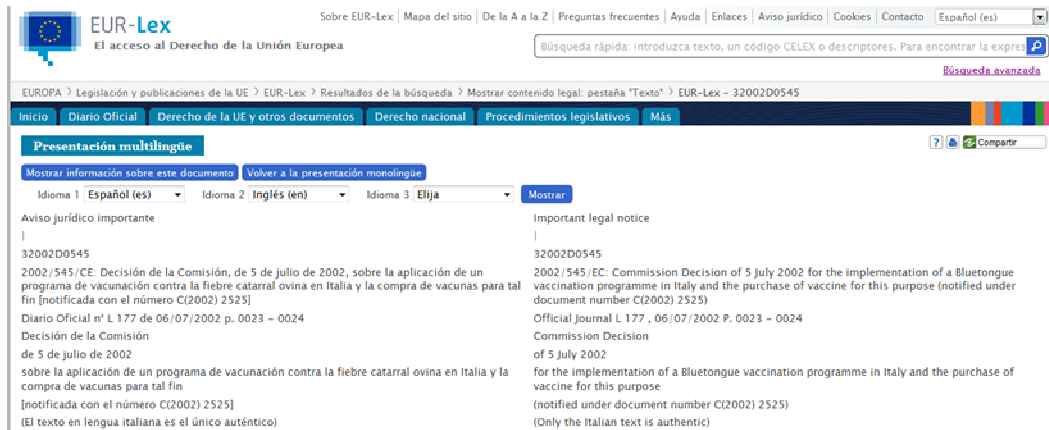 EUR-Lex
El acceso al Derecho de la Unión Europea
Sobre EUR-Lex | Mapa del sitio | De la A a la Z | Preguntas frecuentes | Ayuda | Enlaces | Aviso jurídico | Cookies | Contacto
Español (es)
Búsqueda rápida: introduzca texto, un código CELEX o descriptores. Para encontrar la expres
Búsqueda avanzada
EUROPA > Legislación y publicaciones de la UE > EUR-Lex > Resultados de la búsqueda > Mostrar contenido legal: pestaña "Texto" > EUR-Lex - 32002D0545
Inicio Diario Oficial Derecho de la UE y otros documentos Derecho nacional Procedimientos legislativos Más
Presentación multilingüe
? Compartir
Mostrar información sobre este documento Volver a la presentación monolingüe
Idioma 1 Español (es) Idioma 2 Inglés (en) Idioma 3 Elija Mostrar
Aviso jurídico importante
|
32002D0545
2002/545/CE: Decisión de la Comisión, de 5 de julio de 2002, sobre la aplicación de un
programa de vacunación contra la fiebre catarral ovina en Italia y la compra de vacunas para tal
fin [notificada con el número C(2002) 2525]
Diario Oficial n° L 177 de 06/07/2002 p. 0023 - 0024
Decisión de la Comisión
de 5 de julio de 2002
sobre la aplicación de un programa de vacunación contra la fiebre catarral ovina en Italia y la
compra de vacunas para tal fin
[notificada con el número C(2002) 2525]
(El texto en lengua italiana es el único auténtico)
Important legal notice
|
32002D0545
2002/545/EC: Commission Decision of 5 July 2002 for the implementation of a Bluetongue
vaccination programme in Italy and the purchase of vaccine for this purpose (notified under
document number C(2002) 2525)
Official Journal L 177 , 06/07/2002 P. 0023 - 0024
Commission Decision
of 5 July 2002
for the implementation of a Bluetongue vaccination programme in Italy and the purchase of
vaccine for this purpose
(notified under document number C(2002) 2525)
(Only the Italian text is authentic)